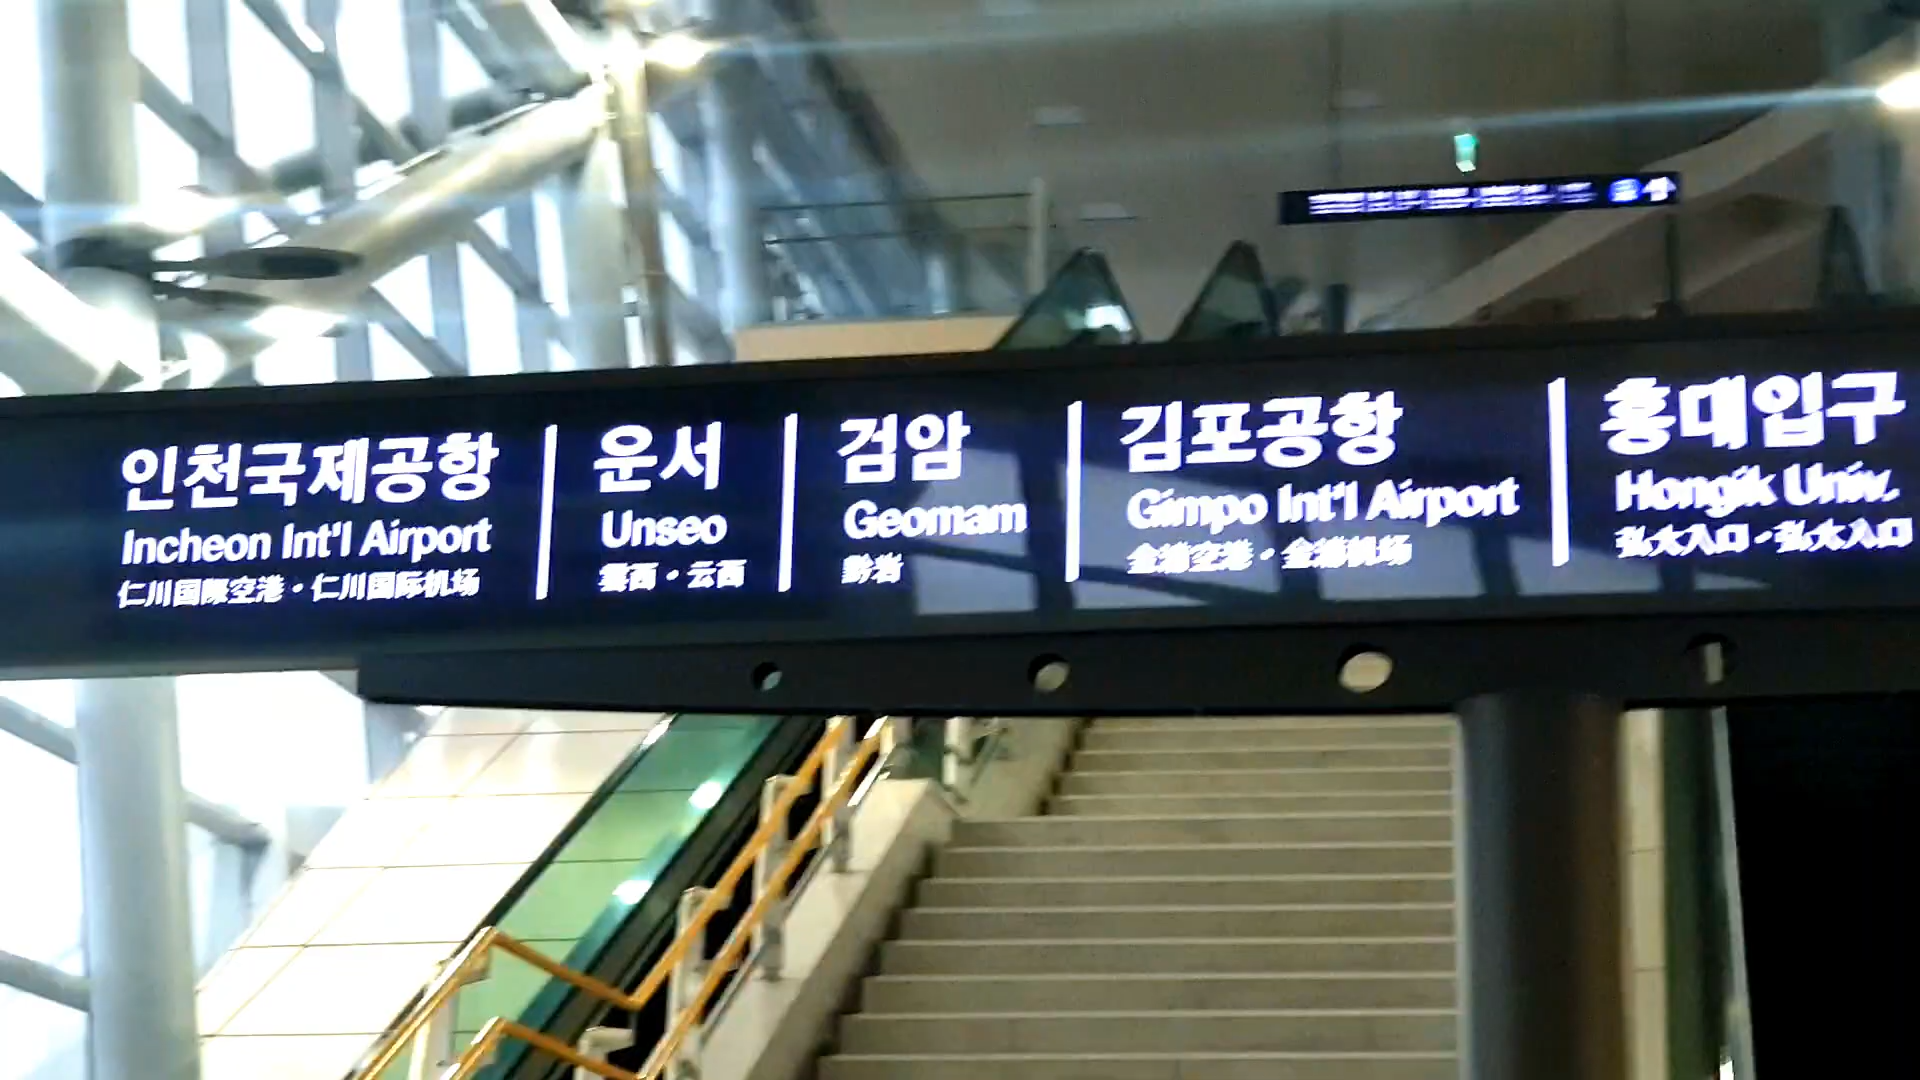 인천국제공항
Incheon Int'l Airport
仁川国際空港・仁川国际机场
운서
Unseo
雲西・云西
검암
Geomam
黔岩
김포공항
Gimpo Int'l Airport
金浦空港・金浦机场
홍대입구
Hongik Univ.
弘大入口・弘大入口